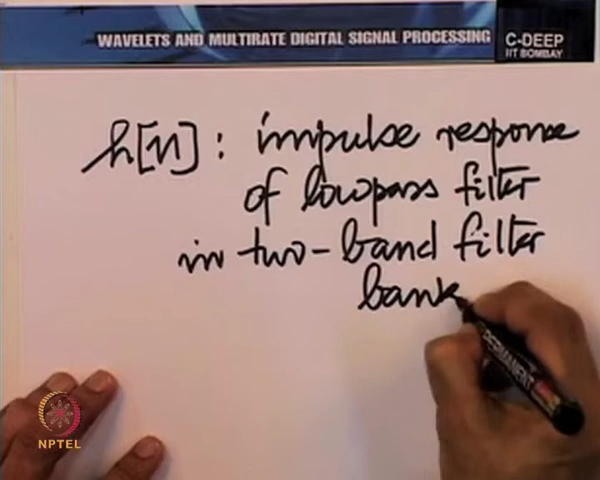 WAVELETS AND MULTIRATE DIGITAL SIGNAL PROCESSING
C-DEEP
IIT BOMBAY
h[n] : impulse response
of lowpass filter
in two-band filter
bank
PERMANENT
NPTEL